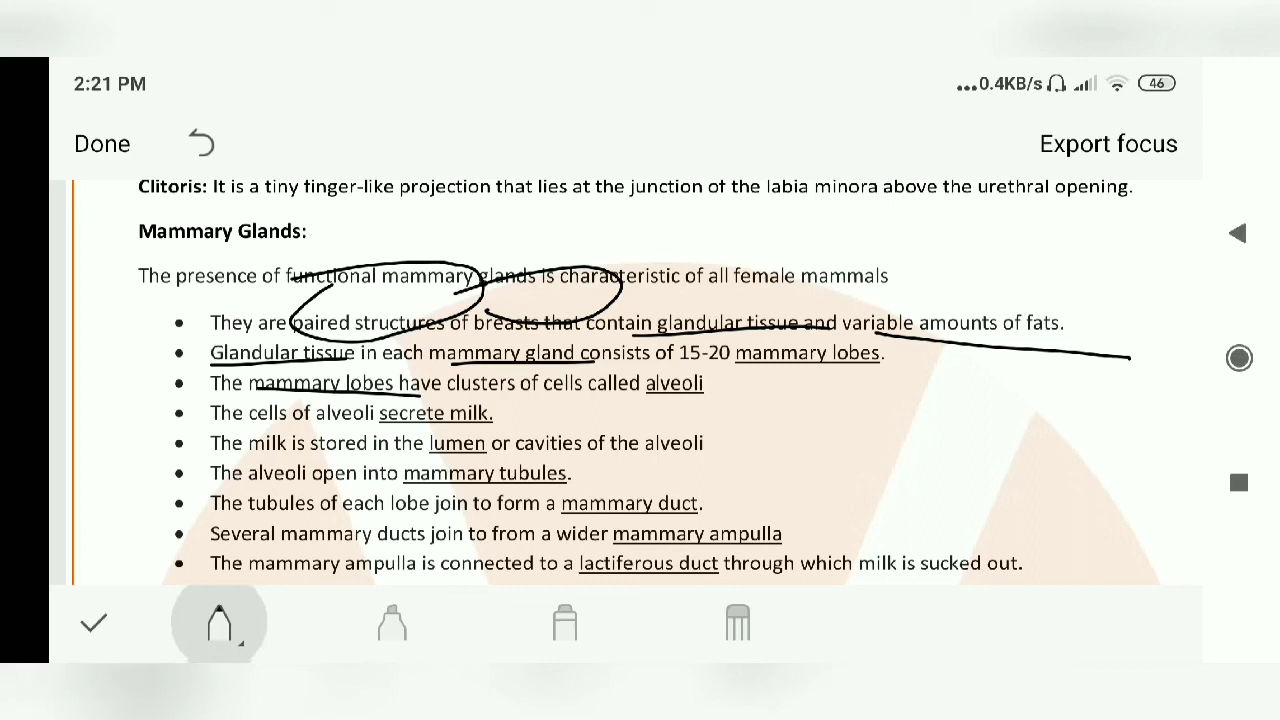 2:21 PM
...0.4KB/s
46
Done
Export focus
Clitoris: It is a tiny finger-like projection that lies at the junction of the labia minora above the urethral opening.
Mammary Glands:
The presence of functional mammary glands is characteristic of all female mammals
• They are paired structures of breasts that contain glandular tissue and variable amounts of fats.
• Glandular tissue in each mammary gland consists of 15-20 mammary lobes.
• The mammary lobes have clusters of cells called alveoli
• The cells of alveoli secrete milk.
• The milk is stored in the lumen or cavities of the alveoli
• The alveoli open into mammary tubules.
• The tubules of each lobe join to form a mammary duct.
• Several mammary ducts join to from a wider mammary ampulla
• The mammary ampulla is connected to a lactiferous duct through which milk is sucked out.